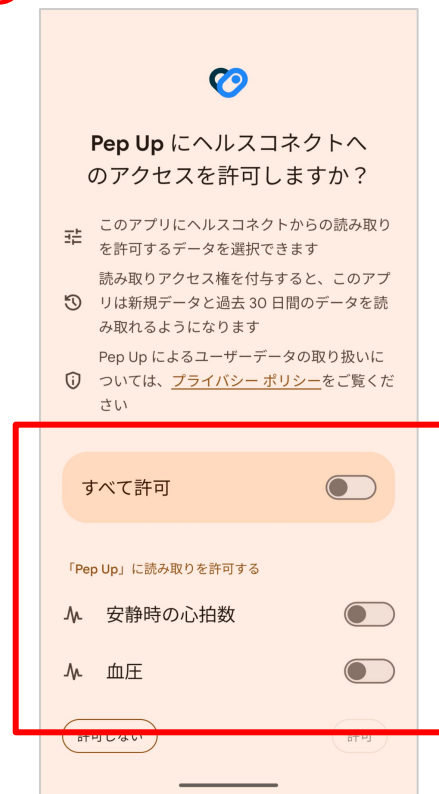 Pep Up にヘルスコネクトへ
のアクセスを許可しますか？
このアプリにヘルスコネクトからの読み取り
を許可するデータを選択できます
読み取りアクセス権を付与すると、このアプ
リは新規データと過去 30 日間のデータを読
み取れるようになります
Pep Up によるユーザーデータの取り扱いに
ついては、プライバシー ポリシーをご覧くだ
さい
すべて許可
「Pep Up」に読み取りを許可する
安静時の心拍数
血圧
許可しない
許可